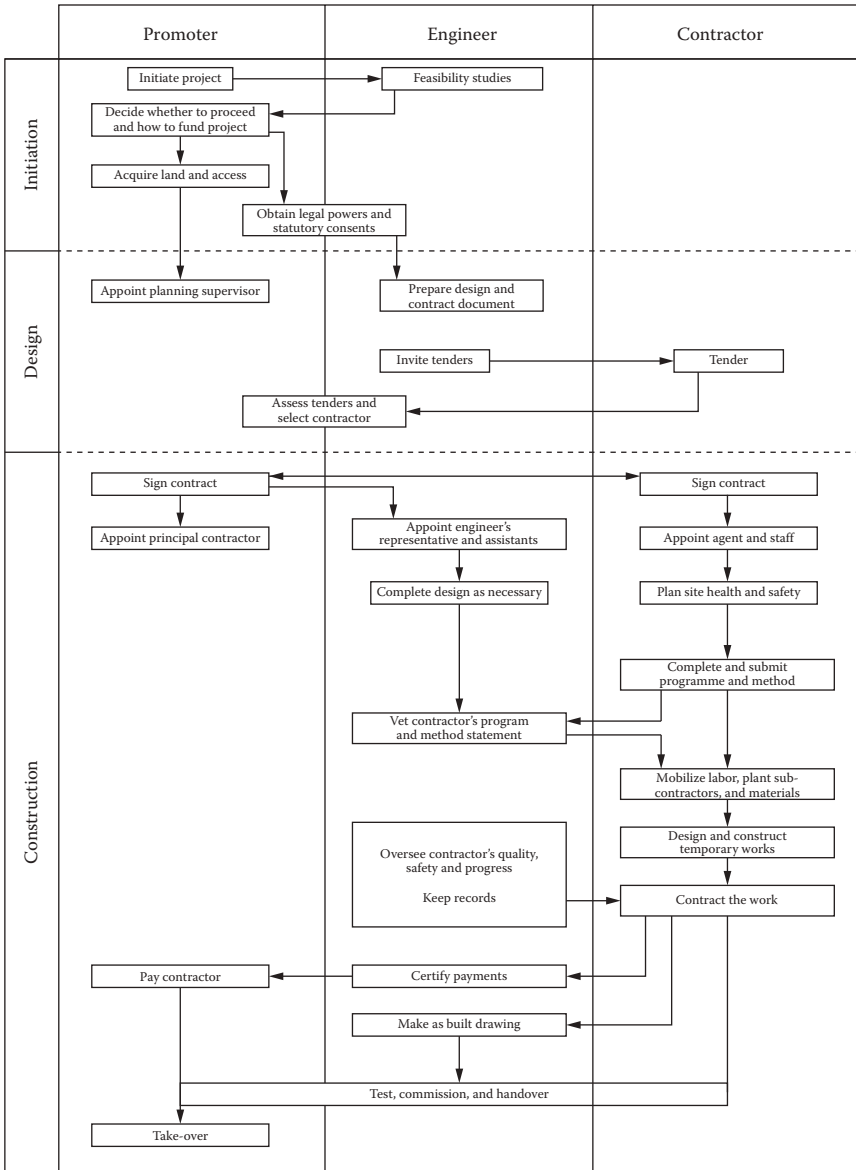 Promoter
Engineer
Contractor
Initiation
Initiate project
Feasibility studies
Decide whether to proceed
and how to fund project
Acquire land and access
Obtain legal powers and
statutory consents
Design
Appoint planning supervisor
Prepare design and
contract document
Invite tenders
Tender
Assess tenders and
select contractor
Construction
Sign contract
Sign contract
Appoint principal contractor
Appoint engineer's
representative and assistants
Appoint agent and staff
Complete design as necessary
Plan site health and safety
Complete and submit
programme and method
Vet contractor's program
and method statement
Mobilize labor, plant sub-
contractors, and materials
Design and construct
temporary works
Oversee contractor's quality,
safety and progress
Keep records
Contract the work
Pay contractor
Certify payments
Make as built drawing
Test, commission, and handover
Take-over